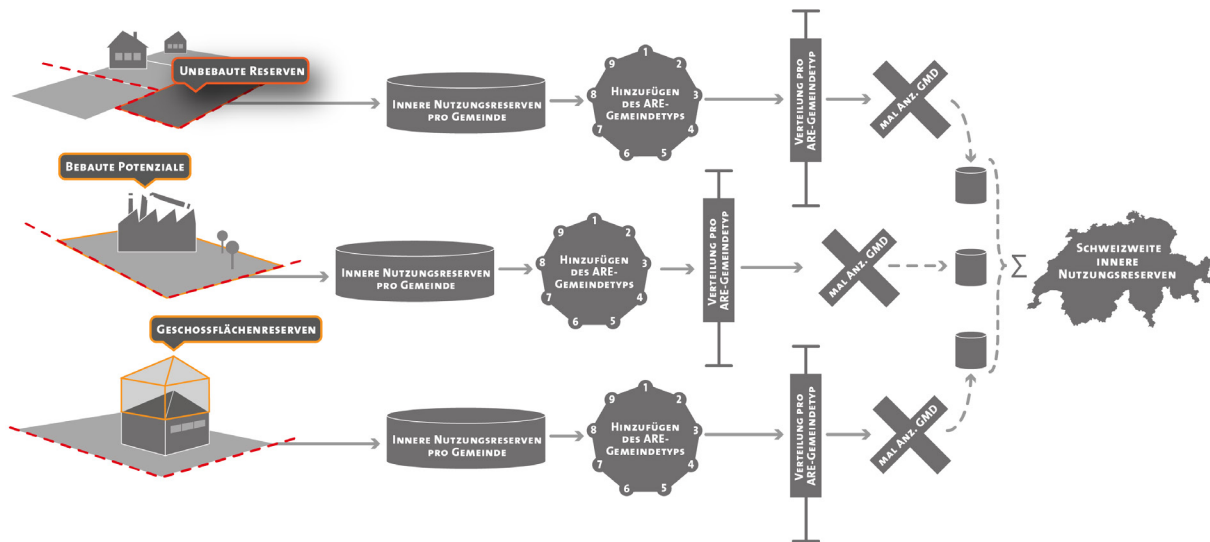 Unbebaute Reserven
Innere Nutzungsreserven
pro Gemeinde
1
2
3
4
5
6
7
8
9
Hinzufügen
des ARE-
Gemeindetyps
Verteilung pro
ARE-Gemeindetyp
mal Anz. GMD
Bebaute Potenziale
Innere Nutzungsreserven
pro Gemeinde
1
2
3
4
5
6
7
8
9
Hinzufügen
des ARE-
Gemeindetyps
Verteilung pro
ARE-Gemeindetyp
mal Anz. GMD
∑
Schweizweite
innere
Nutzungsreserven
Geschossflächenreserven
Innere Nutzungsreserven
pro Gemeinde
1
2
3
4
5
6
7
8
9
Hinzufügen
des ARE-
Gemeindetyps
Verteilung pro
ARE-Gemeindetyp
mal Anz. GMD